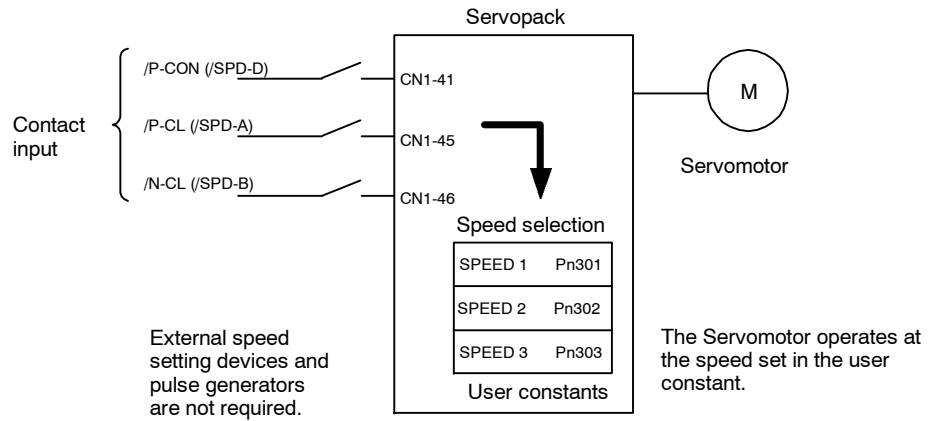 Servopack
/P-CON (/SPD-D)
CN1-41
M
Contact
input
/P-CL (/SPD-A)
CN1-45
Servomotor
/N-CL (/SPD-B)
CN1-46
Speed selection
SPEED 1 Pn301
SPEED 2 Pn302
SPEED 3 Pn303
User constants
External speed
setting devices and
pulse generators
are not required.
The Servomotor operates at
the speed set in the user
constant.